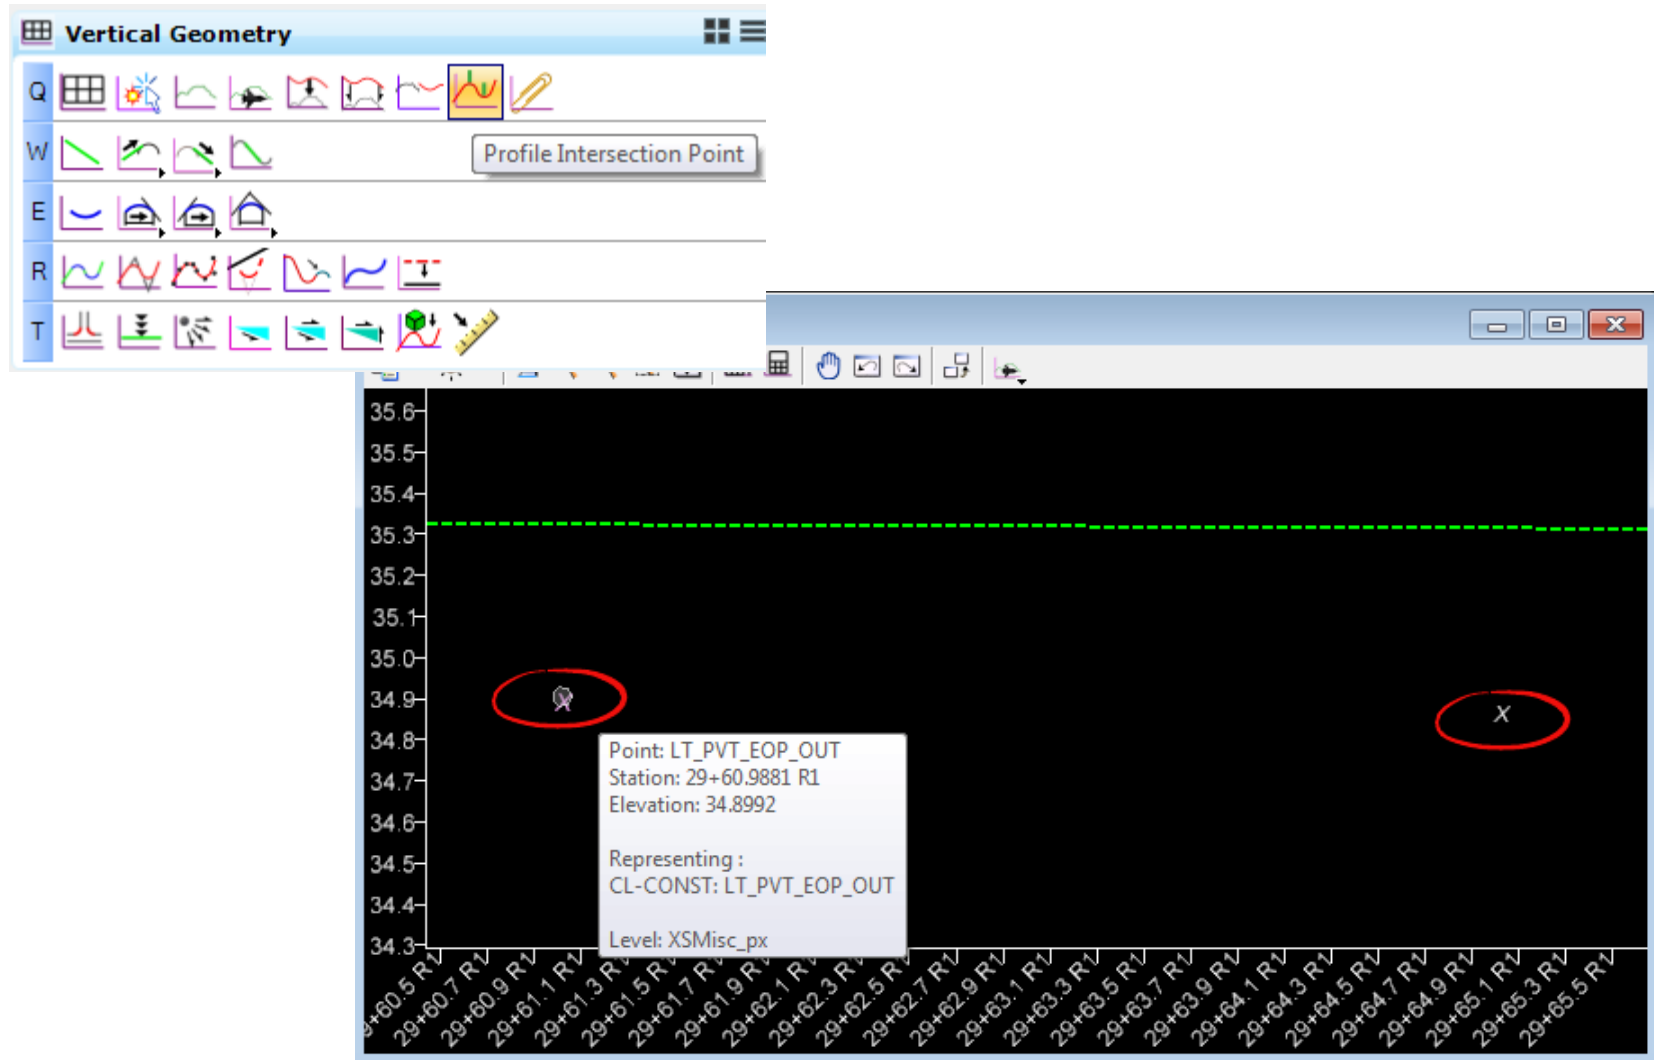 Vertical Geometry
Q
W
Profile Intersection Point
E
R
T
35.6
35.5
35.4
35.3
35.2
35.1
35.0
34.9
X
X
34.8
Point: LT_PVT_EOP_OUT
Station: 29+60.9881 R1
Elevation: 34.8992
Representing :
CL-CONST: LT_PVT_EOP_OUT
Level: XSMisc_px
34.7
34.6
34.5
34.4
34.3
9+60.5 R1
29+60.7 R1
29+60.9 R1
29+61.1 R1
29+61.3 R1
29+61.5 R1
29+61.7 R1
29+61.9 R1
29+62.1 R1
29+62.3 R1
29+62.5 R1
29+62.7 R1
29+62.9 R1
29+63.1 R1
29+63.3 R1
29+63.5 R1
29+63.7 R1
29+63.9 R1
29+64.1 R1
29+64.3 R1
29+64.5 R1
29+64.7 R1
29+64.9 R1
29+65.1 R1
29+65.3 R1
29+65.5 R1